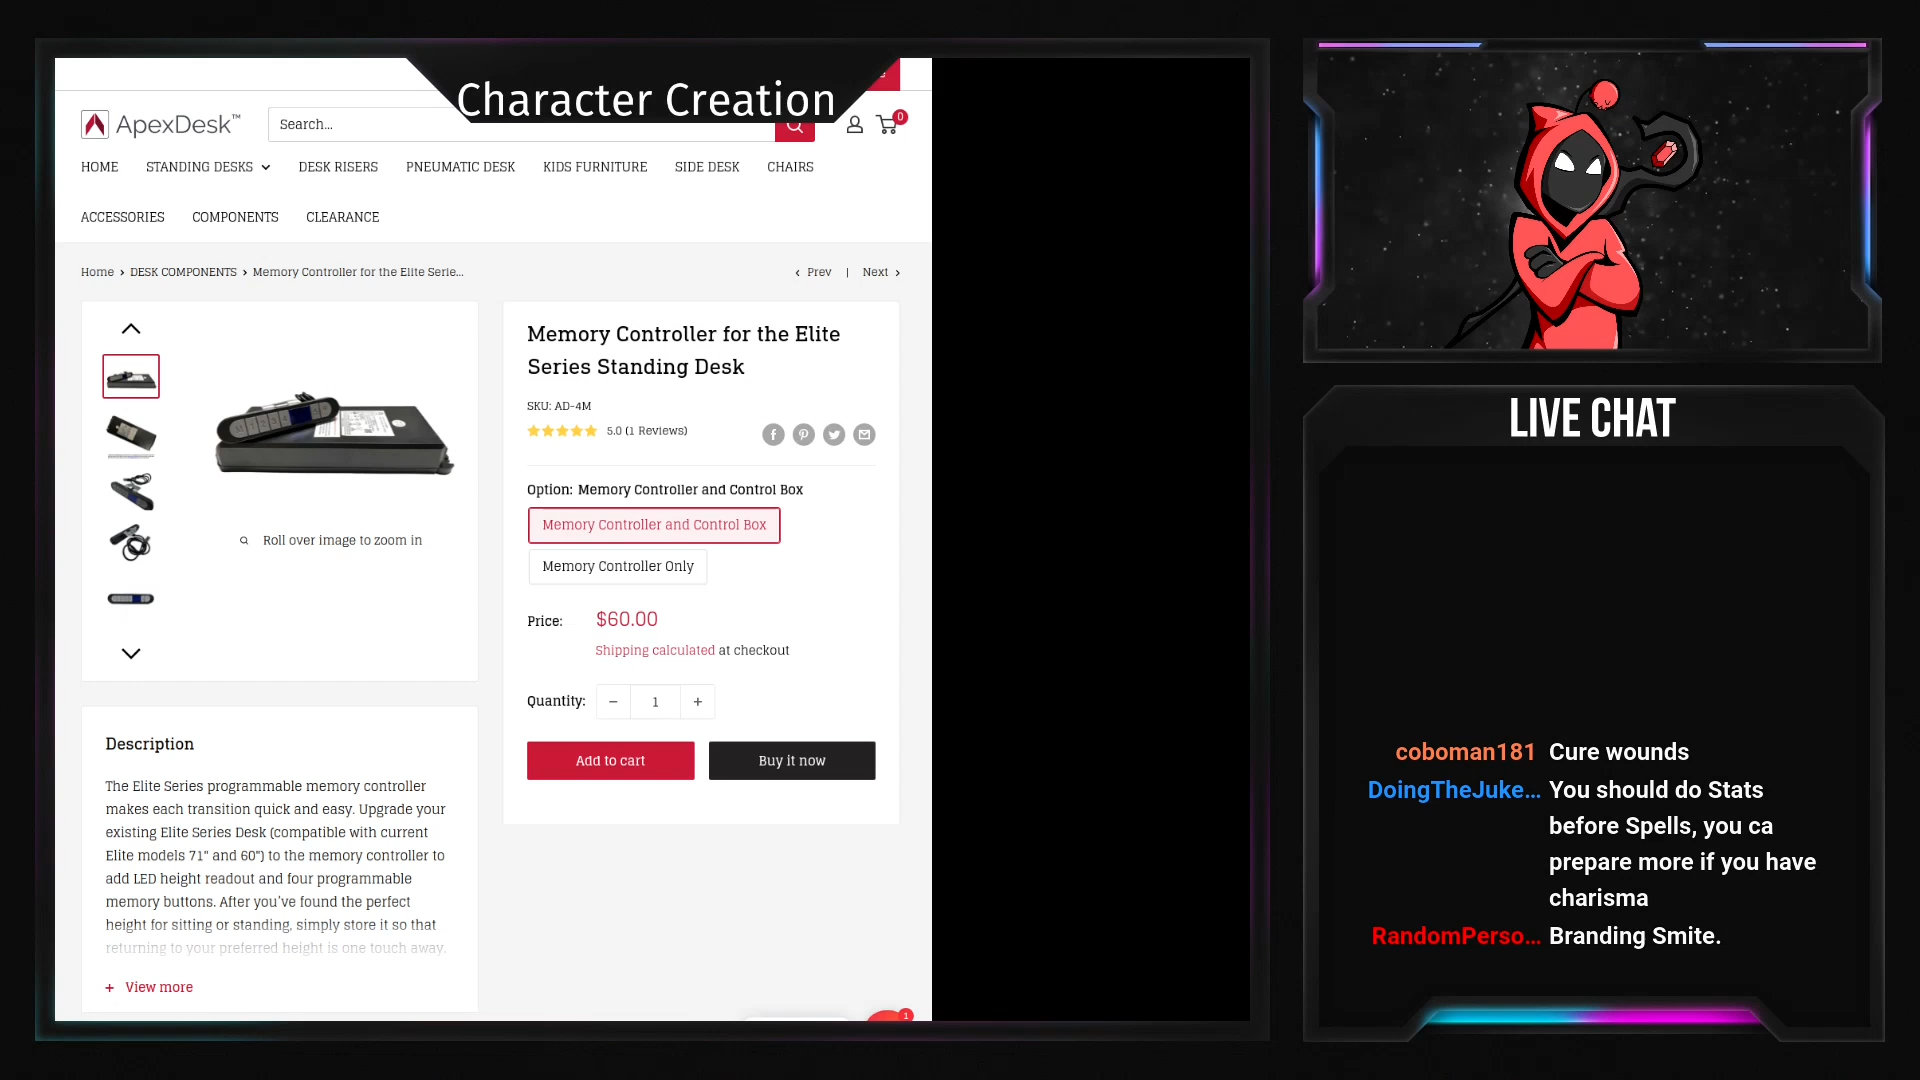 Character Creation
ApexDesk™
Search...
0
HOME
STANDING DESKS
DESK RISERS
PNEUMATIC DESK
KIDS FURNITURE
SIDE DESK
CHAIRS
ACCESSORIES
COMPONENTS
CLEARANCE
Home › DESK COMPONENTS › Memory Controller for the Elite Serie...
‹ Prev | Next ›
Memory Controller for the Elite
Series Standing Desk
SKU: AD-4M
5.0 (1 Reviews)
Option: Memory Controller and Control Box
Memory Controller and Control Box
Memory Controller Only
Roll over image to zoom in
Price: $60.00
Shipping calculated at checkout
Quantity: − 1 +
Add to cart
Buy it now
Description
The Elite Series programmable memory controller
makes each transition quick and easy. Upgrade your
existing Elite Series Desk (compatible with current
Elite models 71" and 60") to the memory controller to
add LED height readout and four programmable
memory buttons. After you've found the perfect
height for sitting or standing, simply store it so that
returning to your preferred height is one touch away.
+ View more
1
LIVE CHAT
coboman181 Cure wounds
DoingTheJuke... You should do Stats
before Spells, you ca
prepare more if you have
charisma
RandomPerso... Branding Smite.